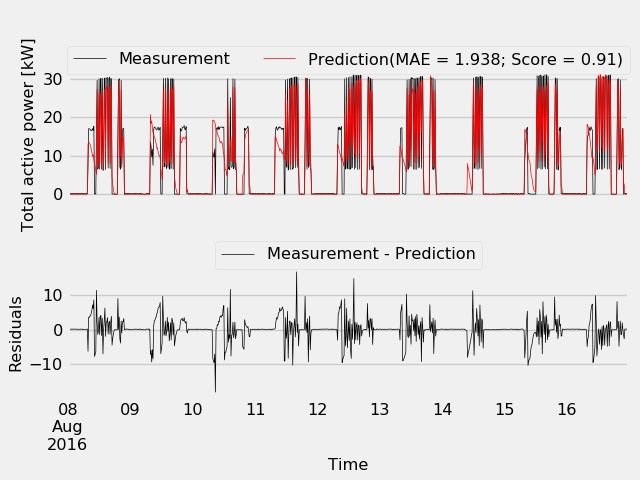 Measurement
Prediction(MAE = 1.938; Score = 0.91)
Total active power [kW]
30
20
10
0
Measurement - Prediction
Residuals
10
0
−10
08 09 10 11 12 13 14 15 16
Aug
2016
Time